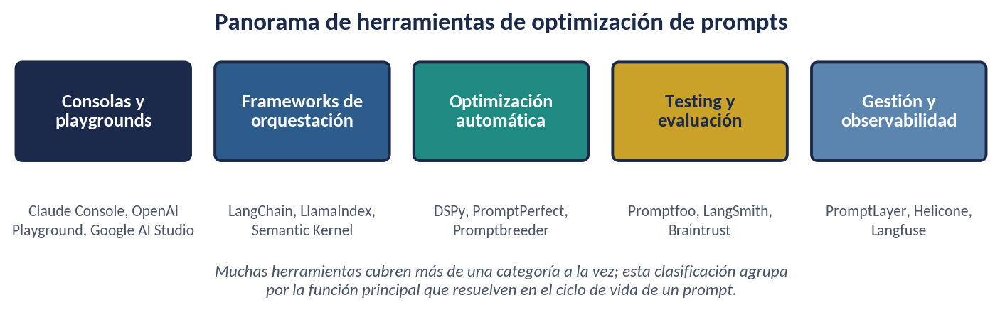 Panorama de herramientas de optimización de prompts
Consolas y
playgrounds
Frameworks de
orquestación
Optimización
automática
Testing y
evaluación
Gestión y
observabilidad
Claude Console, OpenAI
Playground, Google AI Studio
LangChain, LlamaIndex,
Semantic Kernel
DSPy, PromptPerfect,
Promptbreeder
Promptfoo, LangSmith,
Braintrust
PromptLayer, Helicone,
Langfuse
Muchas herramientas cubren más de una categoría a la vez; esta clasificación agrupa
por la función principal que resuelven en el ciclo de vida de un prompt.